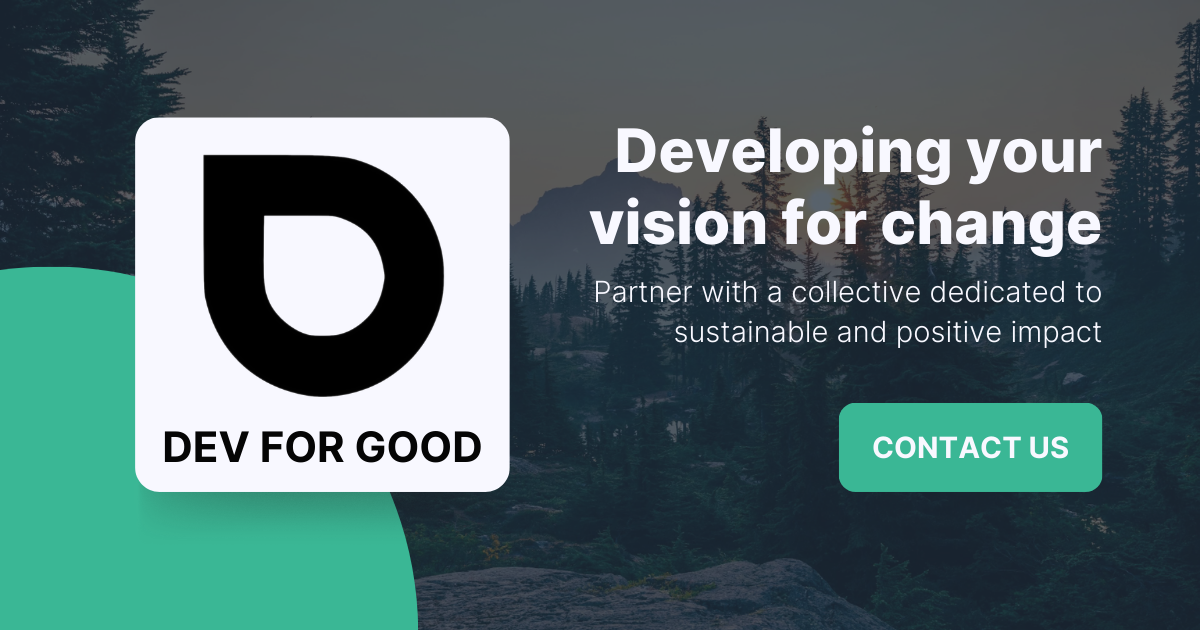 DEV FOR GOOD
Developing your
vision for change
Partner with a collective dedicated to
sustainable and positive impact
CONTACT US